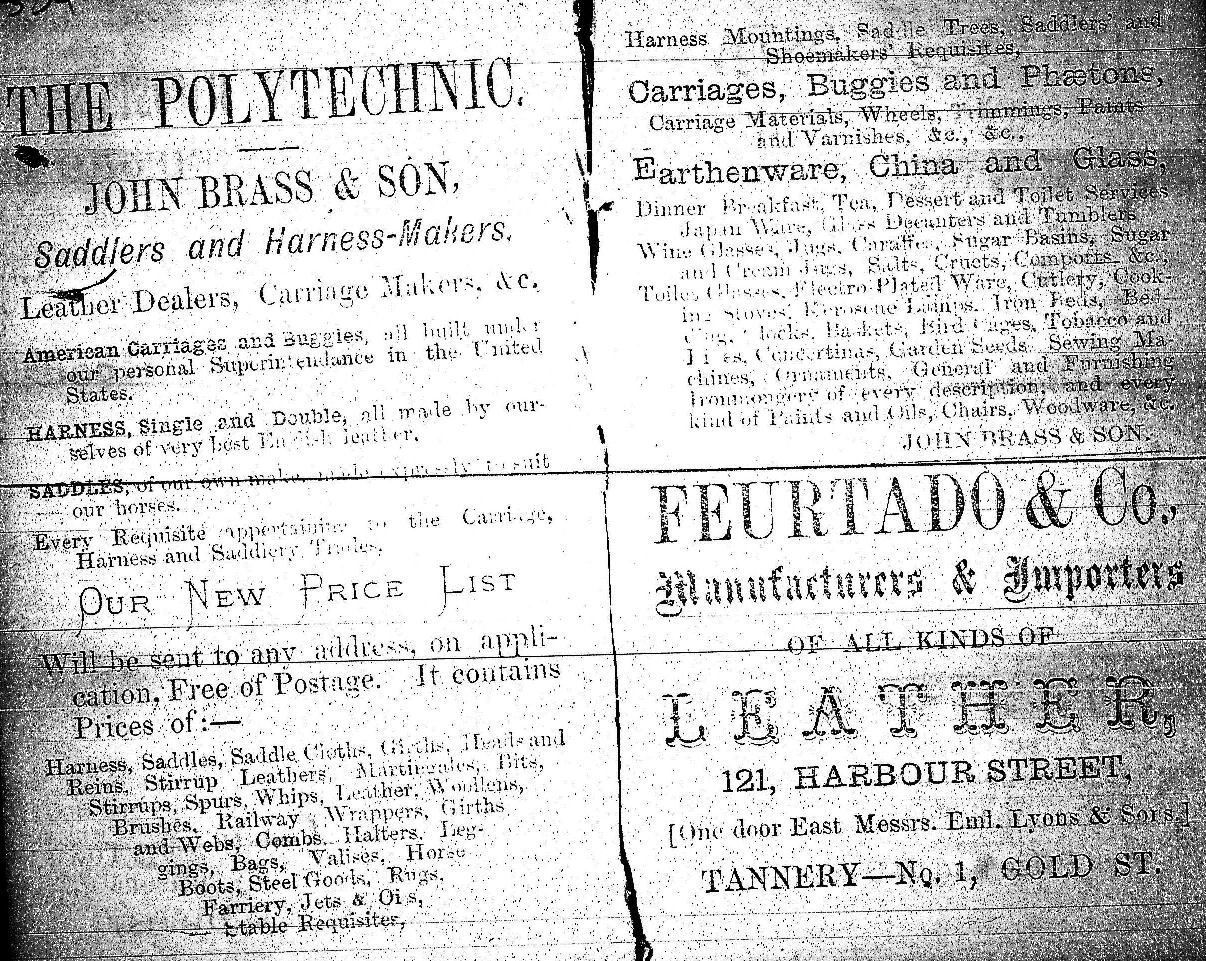 THE POLYTECHNIC.
JOHN BRASS & SON,
Saddlers and Harness-Makers.
Leather Dealers, Carriage Makers, &c.
American Carriages and Buggies, all built under
our personal Superintendance in the United
States.
HARNESS, Single and Double, all made by our-
selves of very best English leather.
SADDLES, of our own make, made expressly to suit
our horses.
Every Requisite appertaining to the Carriage,
Harness and Saddlery Trades.
OUR NEW PRICE LIST
Will be sent to any address, on appli-
cation, Free of Postage. It contains
Prices of:—
Harness, Saddles, Saddle Cloths, Girths, Heads and
Reins, Stirrup Leathers, Martingales, Bits,
Stirrups, Spurs, Whips, Leather, Woollens,
Brushes, Railway Wrappers, Girths
and Webs, Combs, Halters, Leg-
gings, Bags, Valises, Horse
Boots, Steel Goods, Rugs,
Farriery, Jets & Oils,
Stable Requisites,
Harness Mountings, Saddle Trees, Saddlers' and
Shoemakers' Requisites,
Carriages, Buggies and Phætons,
Carriage Materials, Wheels, Trimmings, Paints
and Varnishes, &c., &c.,
Earthenware, China and Glass,
Dinner Breakfast, Tea, Dessert and Toilet Services
Japan Ware, Glass Decanters and Tumblers
Wine Glasses, Jugs, Caraffes, Sugar Basins, Sugar
and Cream Jugs, Salts, Cruets, Comports &c.,
Toilet Glasses, Electro-Plated Ware, Cutlery, Cook-
ing Stoves, Kerosene Lamps, Iron Beds, Bed-
Clocks, Baskets, Bird Cages, Tobacco and
Pipes, Concertinas, Garden Seeds, Sewing Ma-
chines, Ornaments, General and Furnishing
Ironmongery of every description, and every
kind of Paints and Oils, Chairs, Woodware, &c.
JOHN BRASS & SON.
FEURTADO & Co.,
Manufacturers & Importers
OF ALL KINDS OF
LEATHER,
121, HARBOUR STREET,
[One door East Messrs. Eml. Lyons & Sons.]
TANNERY—No. 1, GOLD ST.